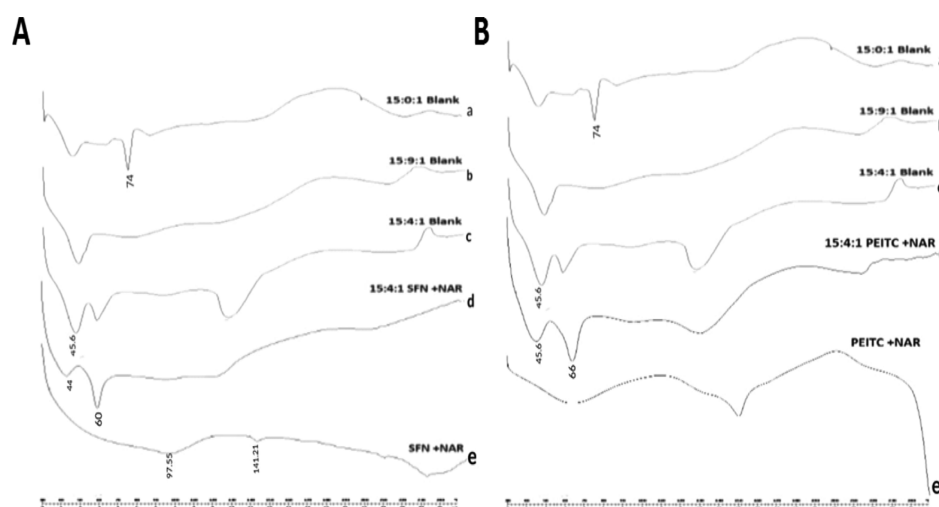 A
15:0:1 Blank
a
74
15:9:1 Blank
b
15:4:1 Blank
c
45.6
15:4:1 SFN +NAR
d
44
60
SFN +NAR
e
97.55
141.21
B
15:0:1 Blank
74
15:9:1 Blank
15:4:1 Blank
45.6
15:4:1 PEITC +NAR
45.6
66
PEITC +NAR
e